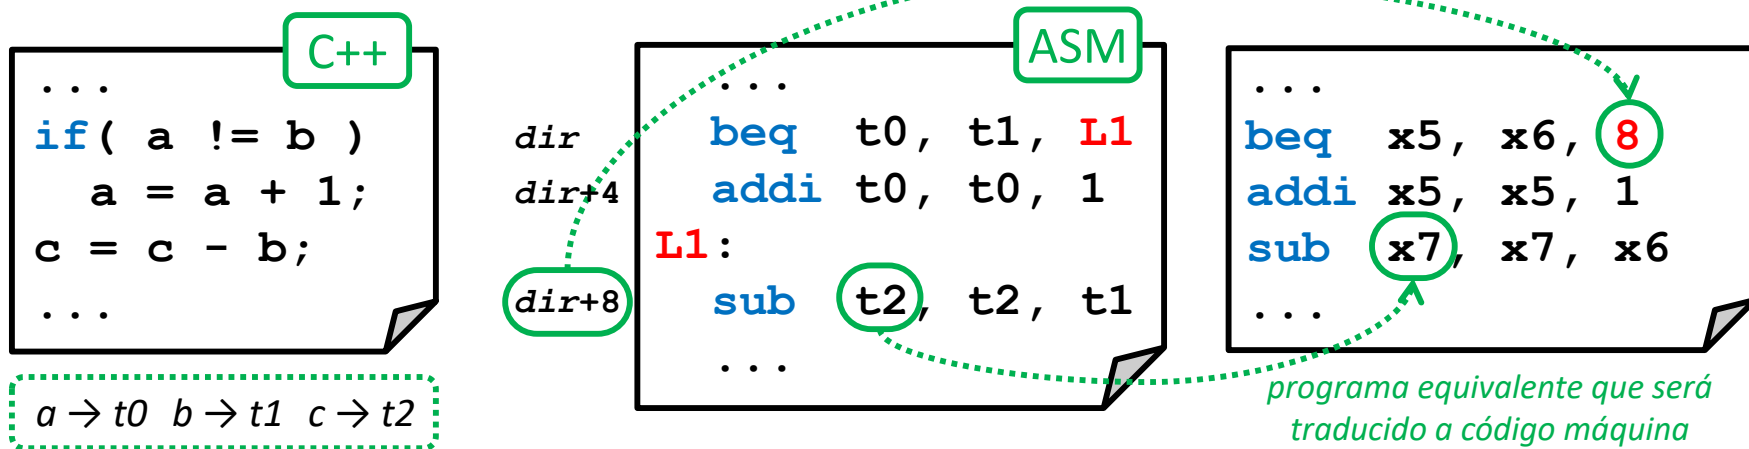 C++
...
if( a != b )
a = a + 1;
c = c - b;
...
a → t0 b → t1 c → t2
dir
dir+4
dir+8
ASM
...
beq t0, t1, L1
addi t0, t0, 1
L1:
sub t2, t2, t1
...
...
beq x5, x6, 8
addi x5, x5, 1
sub x7, x7, x6
...
programa equivalente que será
traducido a código máquina